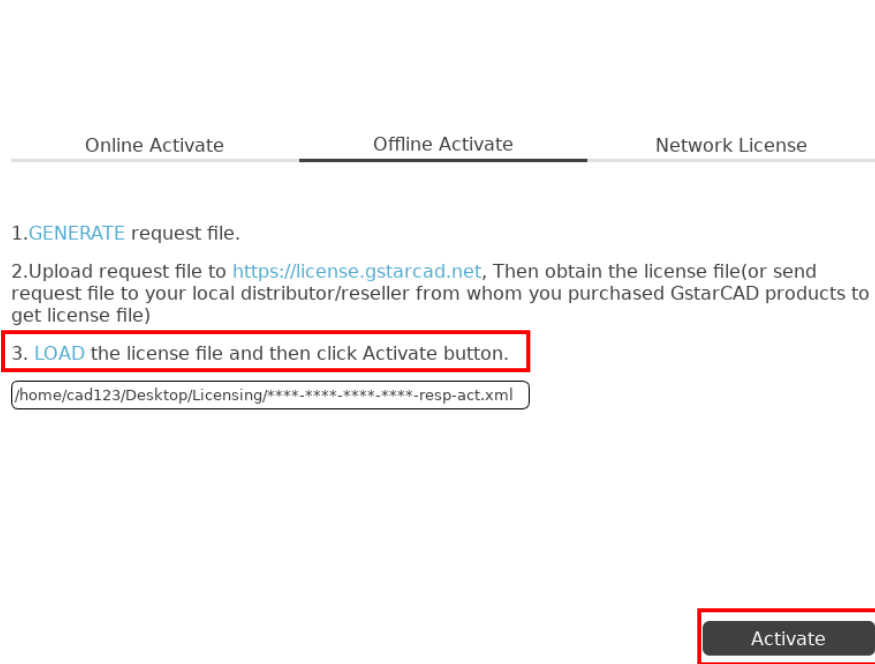 Online Activate
Offline Activate
Network License
1.GENERATE request file.
2.Upload request file to https://license.gstarcad.net, Then obtain the license file(or send
request file to your local distributor/reseller from whom you purchased GstarCAD products to
get license file)
3. LOAD the license file and then click Activate button.
/home/cad123/Desktop/Licensing/****-****-****-****-resp-act.xml
Activate